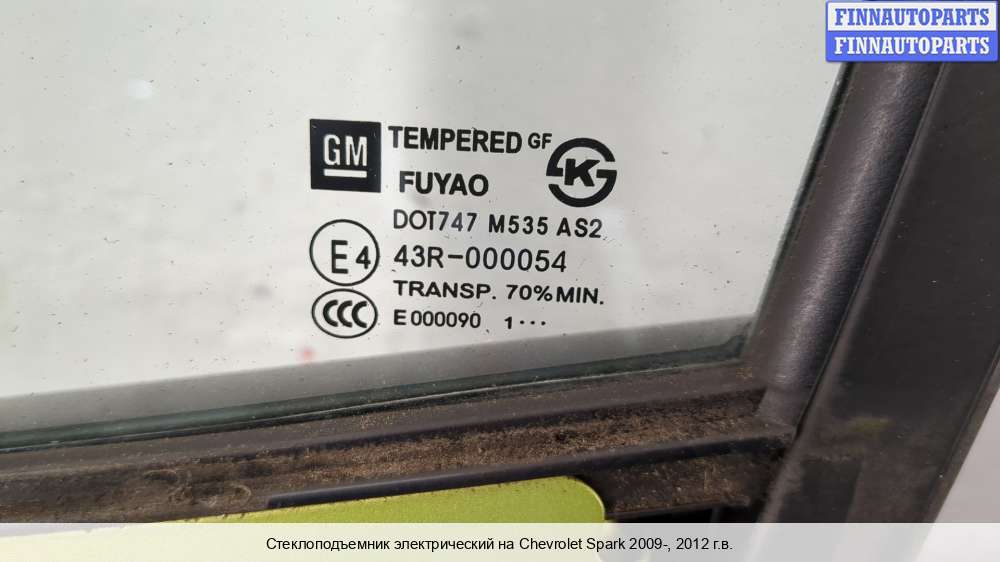 FINNAUTOPARTS
FINNAUTOPARTS
GM TEMPERED GF K
FUYAO
DOT747 M535 AS2
E4 43R-000054
TRANSP. 70%MIN.
CCC E000090 1•••
Стеклоподъемник электрический на Chevrolet Spark 2009-, 2012 г.в.